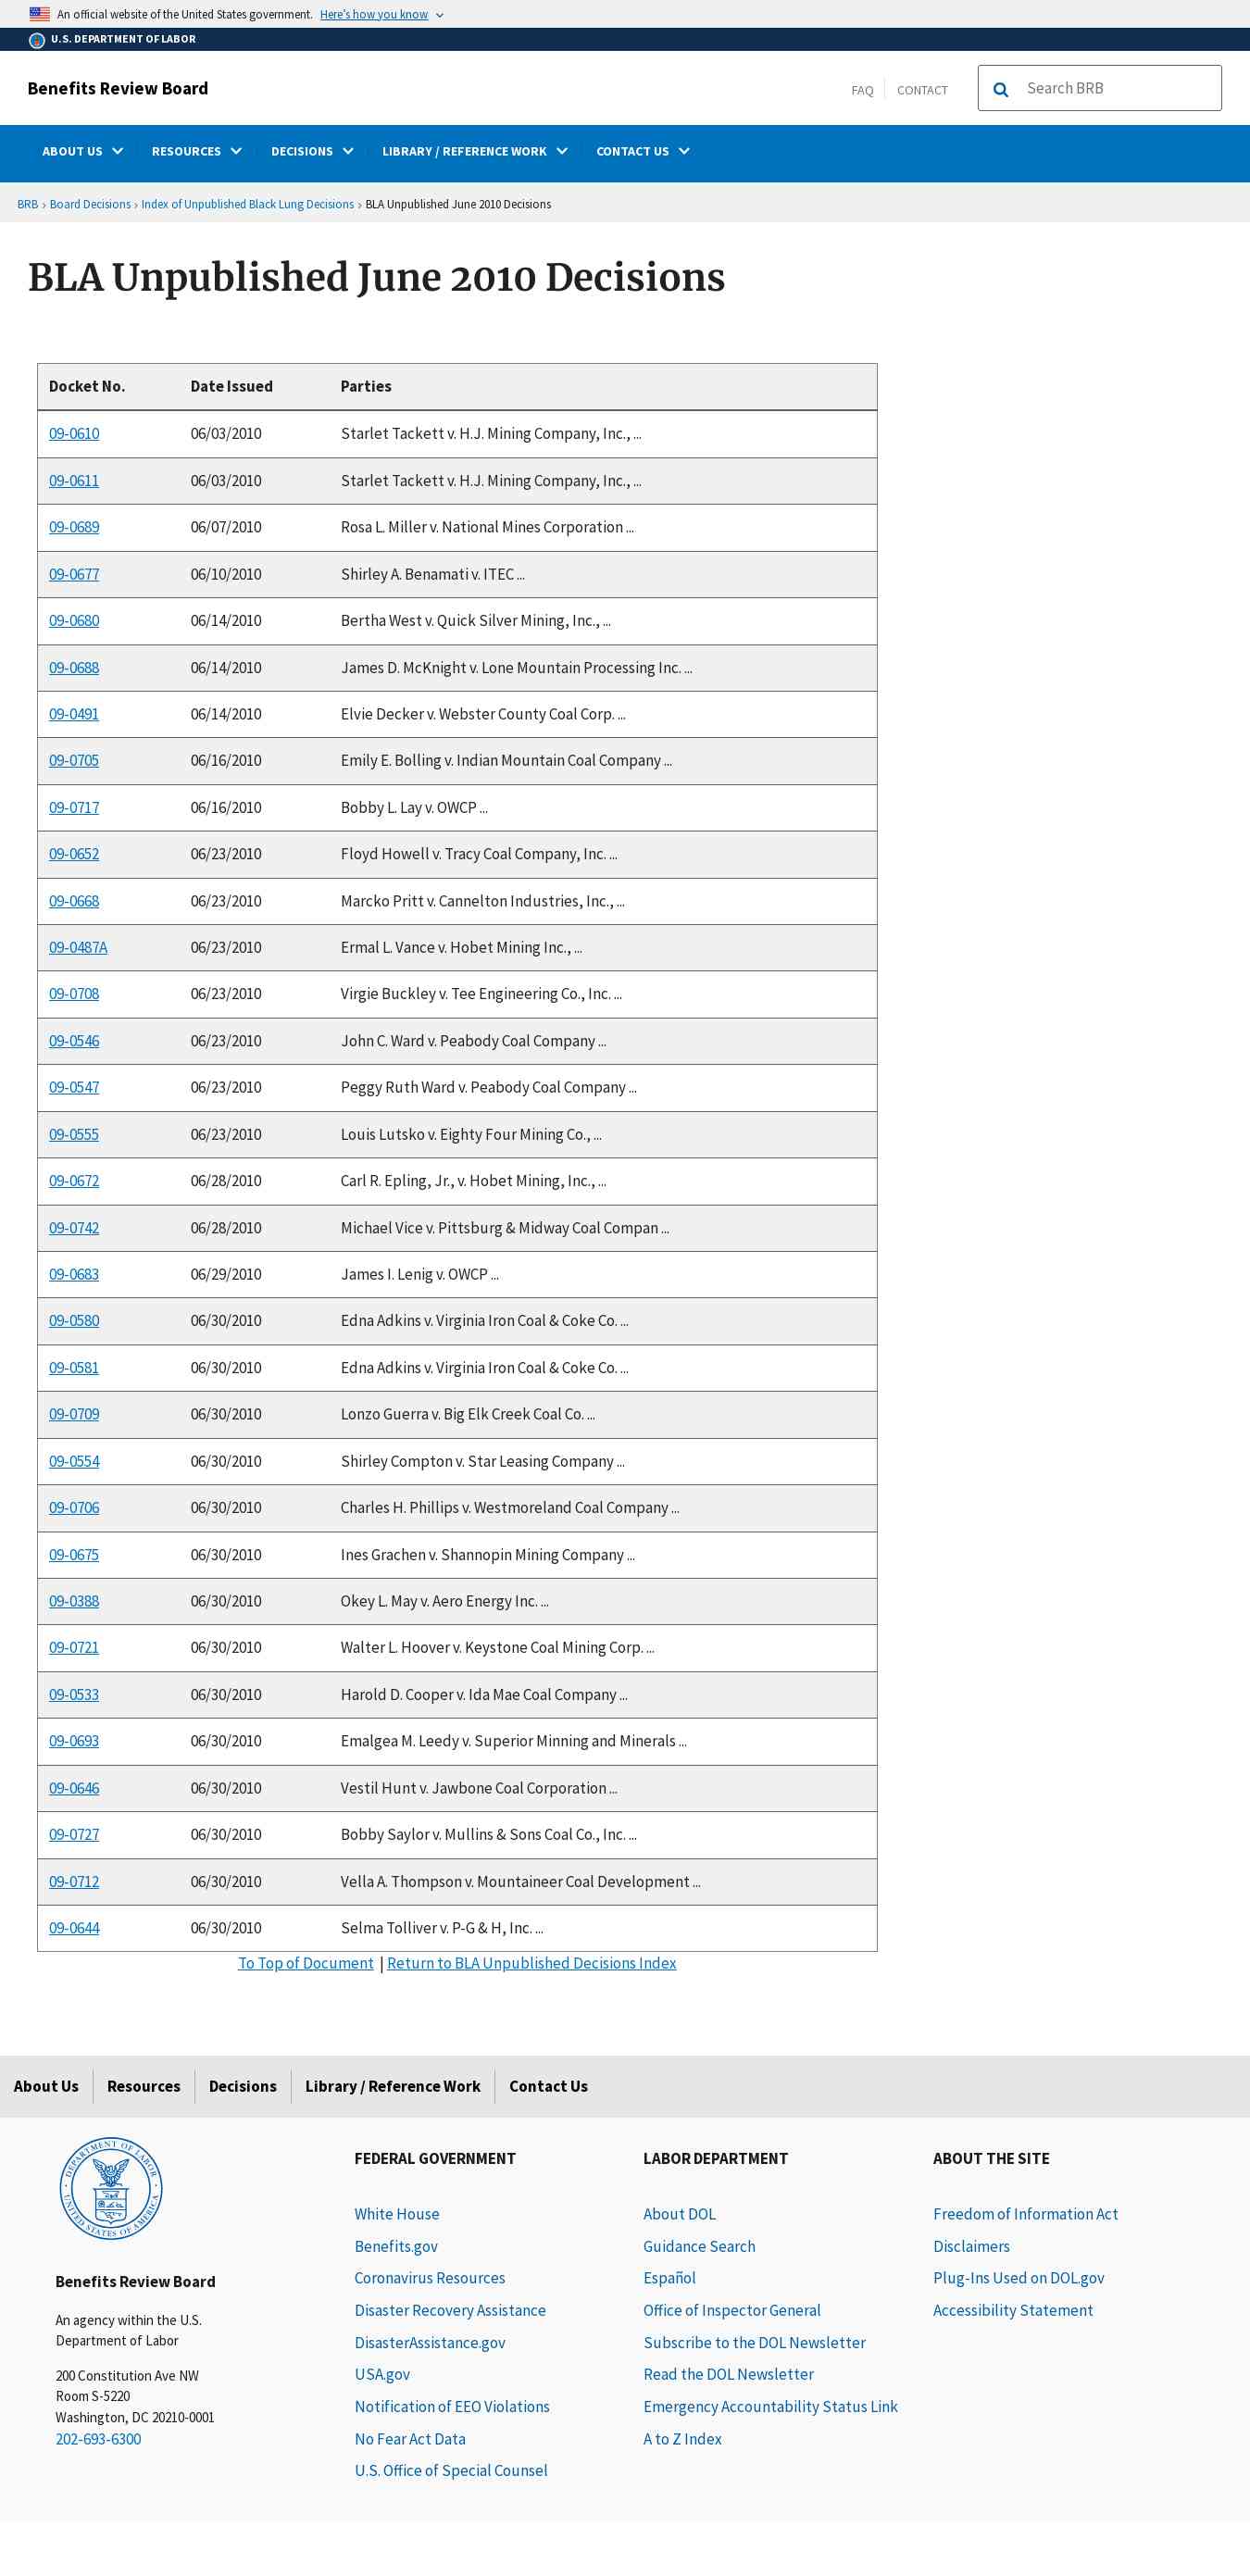 An official website of the United States government. Here's how you know
U.S. DEPARTMENT OF LABOR
Benefits Review Board
FAQ CONTACT Search BRB
ABOUT US RESOURCES DECISIONS LIBRARY / REFERENCE WORK CONTACT US
BRB › Board Decisions › Index of Unpublished Black Lung Decisions › BLA Unpublished June 2010 Decisions
BLA Unpublished June 2010 Decisions
Docket No. Date Issued Parties
09-0610 06/03/2010 Starlet Tackett v. H.J. Mining Company, Inc., ...
09-0611 06/03/2010 Starlet Tackett v. H.J. Mining Company, Inc., ...
09-0689 06/07/2010 Rosa L. Miller v. National Mines Corporation ...
09-0677 06/10/2010 Shirley A. Benamati v. ITEC ...
09-0680 06/14/2010 Bertha West v. Quick Silver Mining, Inc., ...
09-0688 06/14/2010 James D. McKnight v. Lone Mountain Processing Inc. ...
09-0491 06/14/2010 Elvie Decker v. Webster County Coal Corp. ...
09-0705 06/16/2010 Emily E. Bolling v. Indian Mountain Coal Company ...
09-0717 06/16/2010 Bobby L. Lay v. OWCP ...
09-0652 06/23/2010 Floyd Howell v. Tracy Coal Company, Inc. ...
09-0668 06/23/2010 Marcko Pritt v. Cannelton Industries, Inc., ...
09-0487A 06/23/2010 Ermal L. Vance v. Hobet Mining Inc., ...
09-0708 06/23/2010 Virgie Buckley v. Tee Engineering Co., Inc. ...
09-0546 06/23/2010 John C. Ward v. Peabody Coal Company ...
09-0547 06/23/2010 Peggy Ruth Ward v. Peabody Coal Company ...
09-0555 06/23/2010 Louis Lutsko v. Eighty Four Mining Co., ...
09-0672 06/28/2010 Carl R. Epling, Jr., v. Hobet Mining, Inc., ...
09-0742 06/28/2010 Michael Vice v. Pittsburg & Midway Coal Compan ...
09-0683 06/29/2010 James I. Lenig v. OWCP ...
09-0580 06/30/2010 Edna Adkins v. Virginia Iron Coal & Coke Co. ...
09-0581 06/30/2010 Edna Adkins v. Virginia Iron Coal & Coke Co. ...
09-0709 06/30/2010 Lonzo Guerra v. Big Elk Creek Coal Co. ...
09-0554 06/30/2010 Shirley Compton v. Star Leasing Company ...
09-0706 06/30/2010 Charles H. Phillips v. Westmoreland Coal Company ...
09-0675 06/30/2010 Ines Grachen v. Shannopin Mining Company ...
09-0388 06/30/2010 Okey L. May v. Aero Energy Inc. ...
09-0721 06/30/2010 Walter L. Hoover v. Keystone Coal Mining Corp. ...
09-0533 06/30/2010 Harold D. Cooper v. Ida Mae Coal Company ...
09-0693 06/30/2010 Emalgea M. Leedy v. Superior Minning and Minerals ...
09-0646 06/30/2010 Vestil Hunt v. Jawbone Coal Corporation ...
09-0727 06/30/2010 Bobby Saylor v. Mullins & Sons Coal Co., Inc. ...
09-0712 06/30/2010 Vella A. Thompson v. Mountaineer Coal Development ...
09-0644 06/30/2010 Selma Tolliver v. P-G & H, Inc. ...
To Top of Document | Return to BLA Unpublished Decisions Index
About Us Resources Decisions Library / Reference Work Contact Us
DEPARTMENT OF LABOR
UNITED STATES OF AMERICA
Benefits Review Board
An agency within the U.S.
Department of Labor
200 Constitution Ave NW
Room S-5220
Washington, DC 20210-0001
202-693-6300
FEDERAL GOVERNMENT
White House
Benefits.gov
Coronavirus Resources
Disaster Recovery Assistance
DisasterAssistance.gov
USA.gov
Notification of EEO Violations
No Fear Act Data
U.S. Office of Special Counsel
LABOR DEPARTMENT
About DOL
Guidance Search
Español
Office of Inspector General
Subscribe to the DOL Newsletter
Read the DOL Newsletter
Emergency Accountability Status Link
A to Z Index
ABOUT THE SITE
Freedom of Information Act
Disclaimers
Plug-Ins Used on DOL.gov
Accessibility Statement